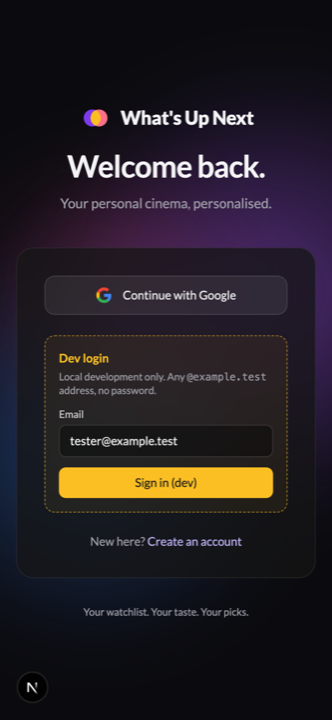 What's Up Next
Welcome back.
Your personal cinema, personalised.
Continue with Google
Dev login
Local development only. Any @example.test
address, no password.
Email
tester@example.test
Sign in (dev)
New here? Create an account
Your watchlist. Your taste. Your picks.
N